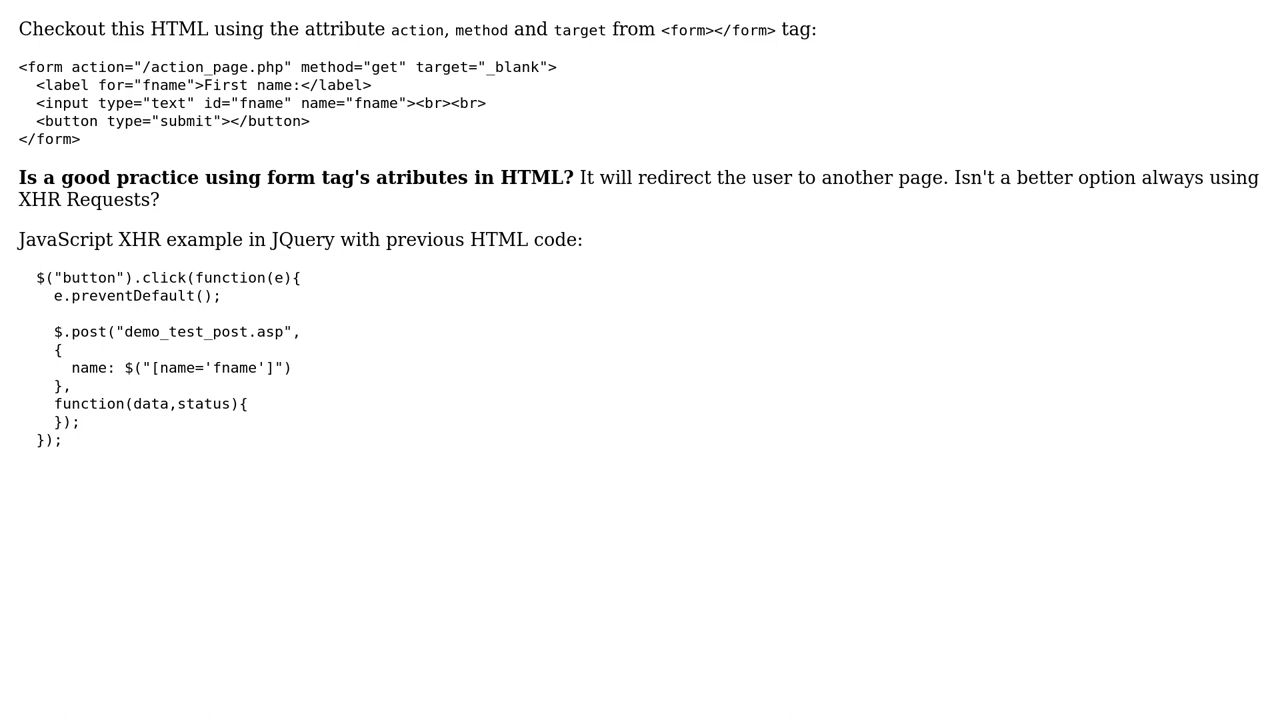 Checkout this HTML using the attribute action, method and target from <form></form> tag:
<form action="/action_page.php" method="get" target="_blank">
  <label for="fname">First name:</label>
  <input type="text" id="fname" name="fname"><br><br>
  <button type="submit"></button>
</form>
Is a good practice using form tag's atributes in HTML? It will redirect the user to another page. Isn't a better option always using
XHR Requests?
JavaScript XHR example in JQuery with previous HTML code:
  $("button").click(function(e){
    e.preventDefault();
    $.post("demo_test_post.asp",
    {
      name: $("[name='fname']")
    },
    function(data,status){
    });
  });